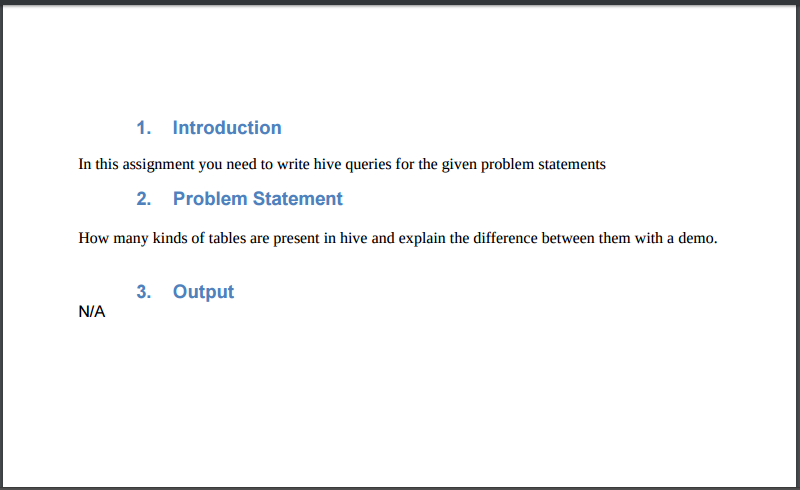 1. Introduction
In this assignment you need to write hive queries for the given problem statements
2. Problem Statement
How many kinds of tables are present in hive and explain the difference between them with a demo.
3. Output
N/A